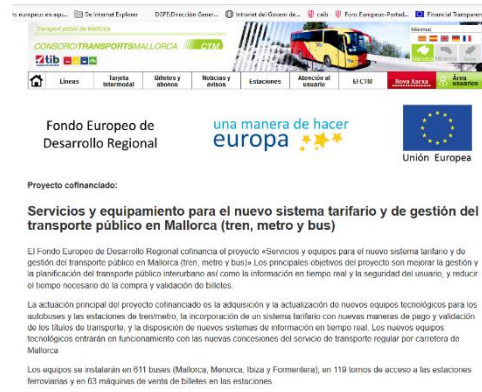 europeus en aqu...
De Internet Explorer
DGFE.Dirección Gener...
Intranet del Govern de...
caib
Fons Europeus-Portad...
Financial Transparen
Transport públic de Mallorca
Idiomas
CONSORCI TRANSPORTS MALLORCA
CTM
tib
Líneas
Tarjeta intermodal
Billetes y abonos
Noticias y avisos
Estaciones
Atención al usuario
El CTM
Nova Xarxa
Área usuarios
Fondo Europeo de
Desarrollo Regional
una manera de hacer
europa
Unión Europea
Proyecto cofinanciado:
Servicios y equipamiento para el nuevo sistema tarifario y de gestión del
transporte público en Mallorca (tren, metro y bus)
El Fondo Europeo de Desarrollo Regional cofinancia el proyecto «Servicios y equipos para el nuevo sistema tarifario y de
gestión del transporte público en Mallorca (tren, metro y bus)».Los principales objetivos del proyecto son mejorar la gestión y
la planificación del transporte público interurbano así como la información en tiempo real y la seguridad del usuario, y reducir
el tiempo necesario de la compra y validación de billetes.
La actuación principal del proyecto cofinanciado es la adquisición y la actualización de nuevos equipos tecnológicos para los
autobuses y las estaciones de tren/metro, la incorporación de un sistema tarifario con nuevas maneras de pago y validación
de los títulos de transporte, y la disposición de nuevos sistemas de información en tiempo real. Los nuevos equipos
tecnológicos entrarán en funcionamiento con las nuevas concesiones del servicio de transporte regular por carretera de
Mallorca
Los equipos se instalarán en 611 buses (Mallorca, Menorca, Ibiza y Formentera), en 119 tornos de acceso a las estaciones
ferroviarias y en 63 máquinas de venta de billetes en las estaciones